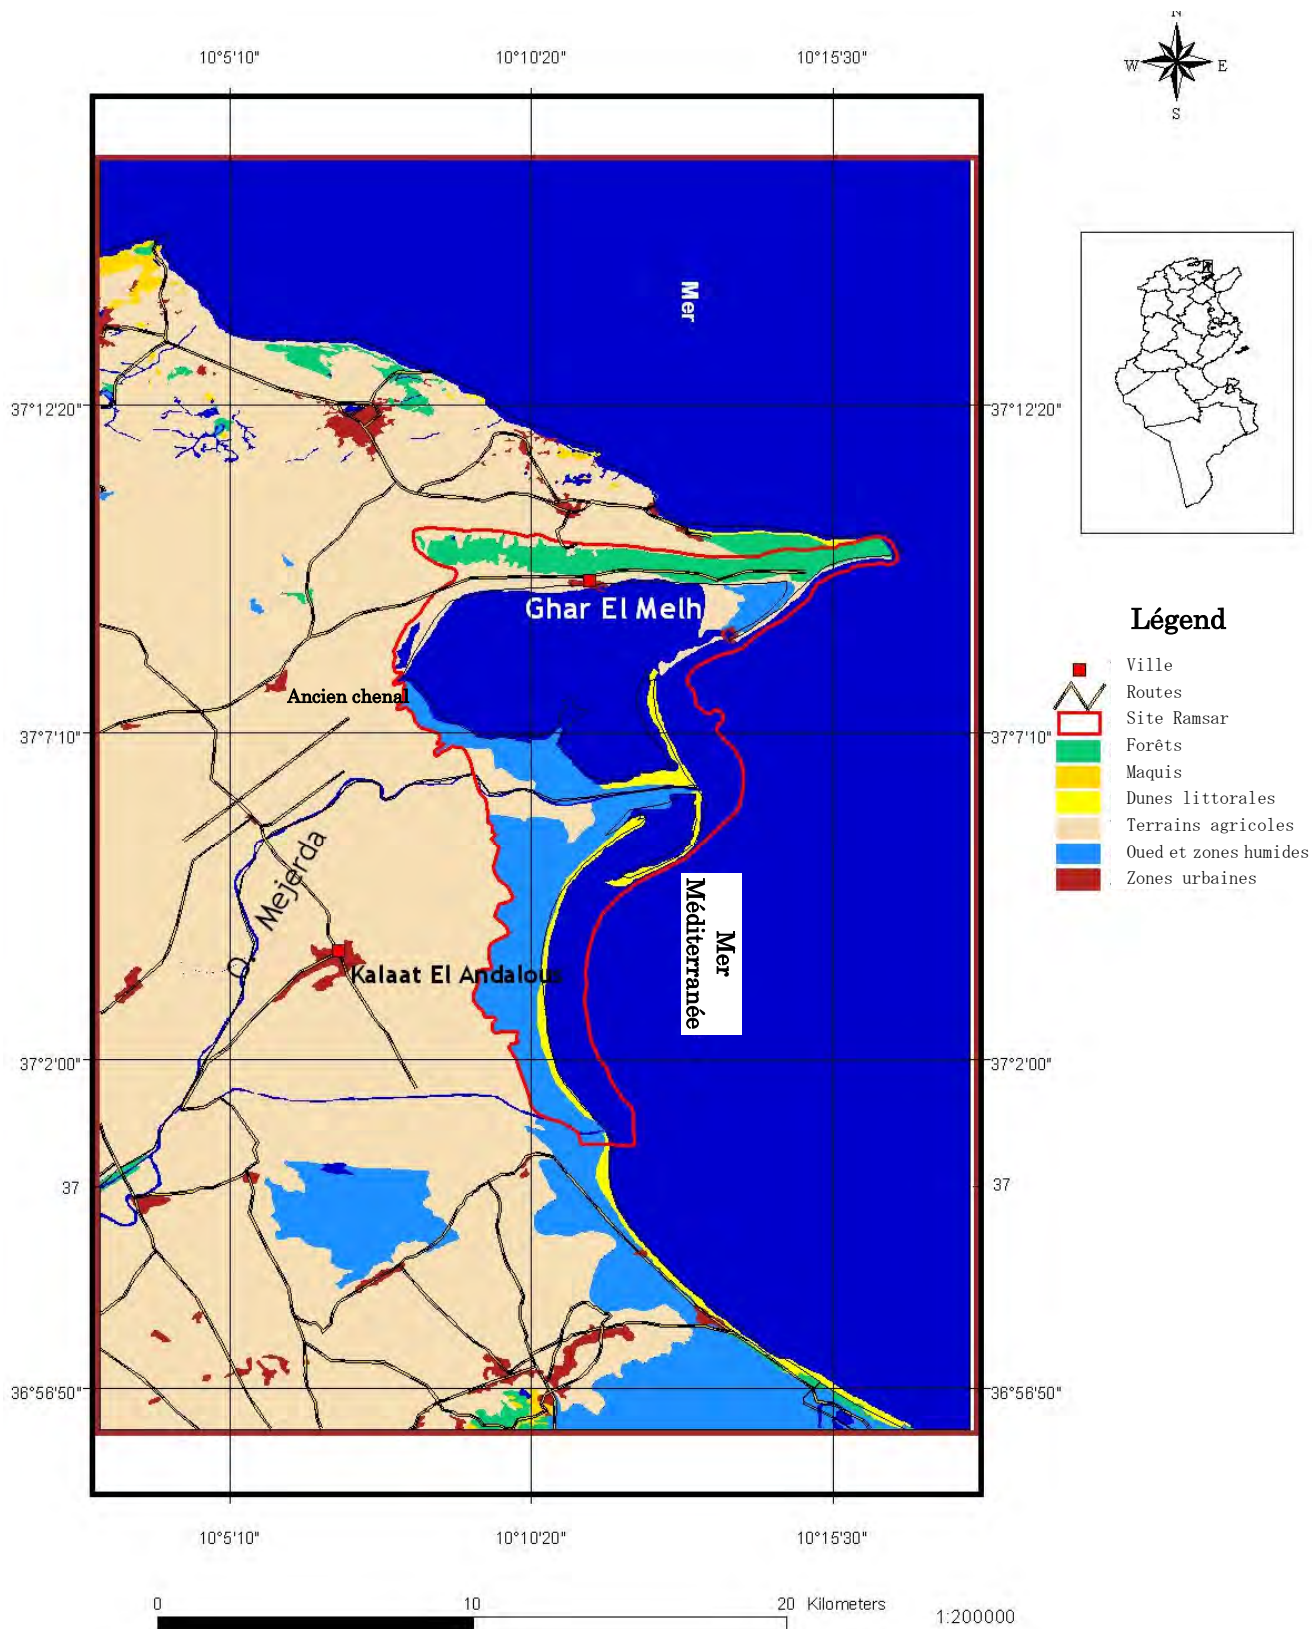 N
W E
S
10°5'10" 10°10'20" 10°15'30"
Mer
37°12'20" 37°12'20"
Ghar El Melh
Ancien chenal
37°7'10" 37°7'10"
O. Mejerda
Mer
Méditerranée
Kalaat El Andalous
37°2'00" 37°2'00"
37 37
36°56'50" 36°56'50"
10°5'10" 10°10'20" 10°15'30"
0 10 20 Kilometers
1:200000
Légend
Ville
Routes
Site Ramsar
Forêts
Maquis
Dunes littorales
Terrains agricoles
Oued et zones humides
Zones urbaines